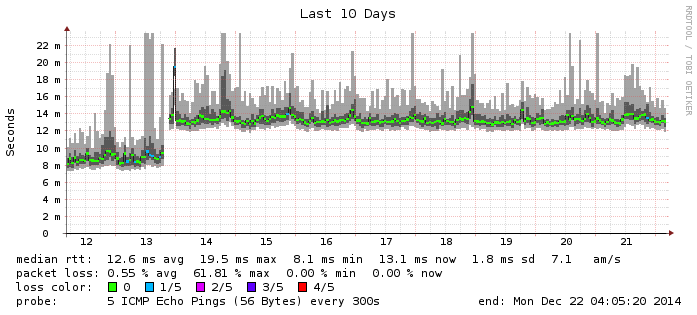 Last 10 Days
RRDTOOL / TOBI OETIKER
Seconds
22 m
20 m
18 m
16 m
14 m
12 m
10 m
8 m
6 m
4 m
2 m
0
12 13 14 15 16 17 18 19 20 21
median rtt: 12.6 ms avg 19.5 ms max 8.1 ms min 13.1 ms now 1.8 ms sd 7.1 am/s
packet loss: 0.55 % avg 61.81 % max 0.00 % min 0.00 % now
loss color: 0 1/5 2/5 3/5 4/5
probe: 5 ICMP Echo Pings (56 Bytes) every 300s end: Mon Dec 22 04:05:20 2014